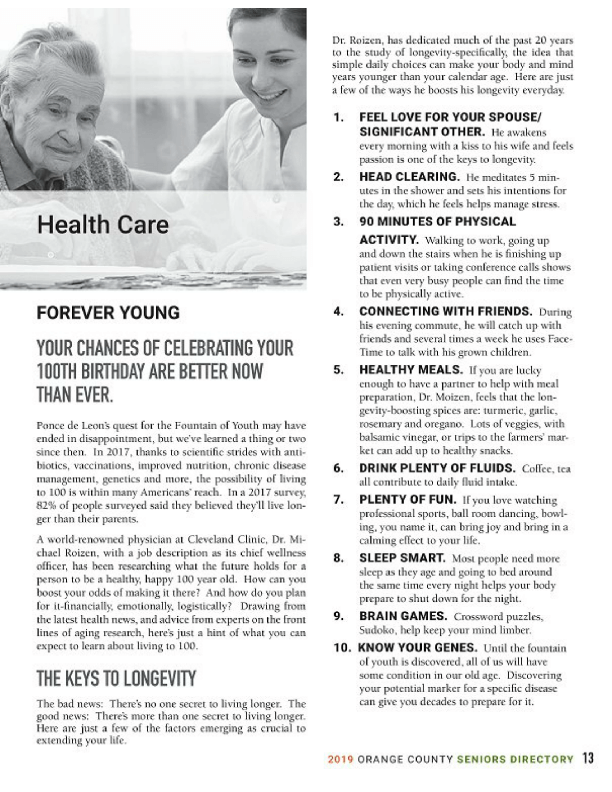 Health Care
FOREVER YOUNG
YOUR CHANCES OF CELEBRATING YOUR
100TH BIRTHDAY ARE BETTER NOW
THAN EVER.
Ponce de Leon's quest for the Fountain of Youth may have
ended in disappointment, but we've learned a thing or two
since then. In 2017, thanks to scientific strides with anti-
biotics, vaccinations, improved nutrition, chronic disease
management, genetics and more, the possibility of living
to 100 is within many Americans' reach. In a 2017 survey,
82% of people surveyed said they believed they'll live lon-
ger than their parents.
A world-renowned physician at Cleveland Clinic, Dr. Mi-
chael Roizen, with a job description as its chief wellness
officer, has been researching what the future holds for a
person to be a healthy, happy 100 year old. How can you
boost your odds of making it there? And how do you plan
for it-financially, emotionally, logistically? Drawing from
the latest health news, and advice from experts on the front
lines of aging research, here's just a hint of what you can
expect to learn about living to 100.
THE KEYS TO LONGEVITY
The bad news: There's no one secret to living longer. The
good news: There's more than one secret to living longer.
Here are just a few of the factors emerging as crucial to
extending your life.
Dr. Roizen, has dedicated much of the past 20 years
to the study of longevity-specifically, the idea that
simple daily choices can make your body and mind
years younger than your calendar age. Here are just
a few of the ways he boosts his longevity everyday.
1. FEEL LOVE FOR YOUR SPOUSE/
SIGNIFICANT OTHER. He awakens
every morning with a kiss to his wife and feels
passion is one of the keys to longevity.
2. HEAD CLEARING. He meditates 5 min-
utes in the shower and sets his intentions for
the day, which he feels helps manage stress.
3. 90 MINUTES OF PHYSICAL
ACTIVITY. Walking to work, going up
and down the stairs when he is finishing up
patient visits or taking conference calls shows
that even very busy people can find the time
to be physically active.
4. CONNECTING WITH FRIENDS. During
his evening commute, he will catch up with
friends and several times a week he uses Face-
Time to talk with his grown children.
5. HEALTHY MEALS. If you are lucky
enough to have a partner to help with meal
preparation, Dr. Moizen, feels that the lon-
gevity-boosting spices are: turmeric, garlic,
rosemary and oregano. Lots of veggies, with
balsamic vinegar, or trips to the farmers' mar-
ket can add up to healthy snacks.
6. DRINK PLENTY OF FLUIDS. Coffee, tea
all contribute to daily fluid intake.
7. PLENTY OF FUN. If you love watching
professional sports, ball room dancing, bowl-
ing, you name it, can bring joy and bring in a
calming effect to your life.
8. SLEEP SMART. Most people need more
sleep as they age and going to bed around
the same time every night helps your body
prepare to shut down for the night.
9. BRAIN GAMES. Crossword puzzles,
Sudoko, help keep your mind limber.
10. KNOW YOUR GENES. Until the fountain
of youth is discovered, all of us will have
some condition in our old age. Discovering
your potential marker for a specific disease
can give you decades to prepare for it.
2019 ORANGE COUNTY SENIORS DIRECTORY 13